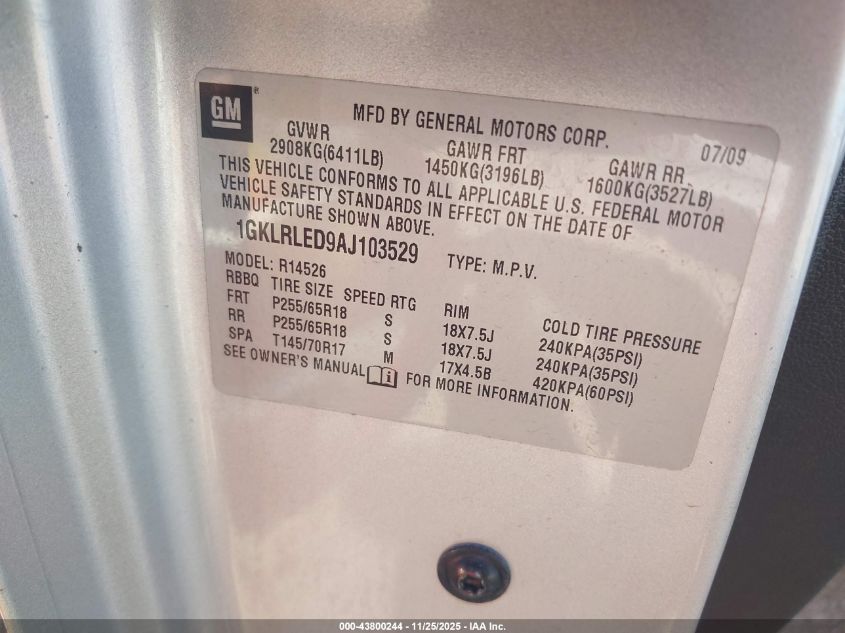 GM ®
MFD BY GENERAL MOTORS CORP. 07/09
GVWR GAWR FRT GAWR RR
2908KG(6411LB) 1450KG(3196LB) 1600KG(3527LB)
THIS VEHICLE CONFORMS TO ALL APPLICABLE U.S. FEDERAL MOTOR
VEHICLE SAFETY STANDARDS IN EFFECT ON THE DATE OF
MANUFACTURE SHOWN ABOVE.
1GKLRLED9AJ103529 TYPE: M.P.V.
MODEL: R14526
RBBQ TIRE SIZE SPEED RTG RIM COLD TIRE PRESSURE
FRT P255/65R18 S 18X7.5J 240KPA(35PSI)
RR P255/65R18 S 18X7.5J 240KPA(35PSI)
SPA T145/70R17 M 17X4.5B 420KPA(60PSI)
SEE OWNER'S MANUAL i FOR MORE INFORMATION.
000-43800244 - 11/25/2025 - IAA Inc.